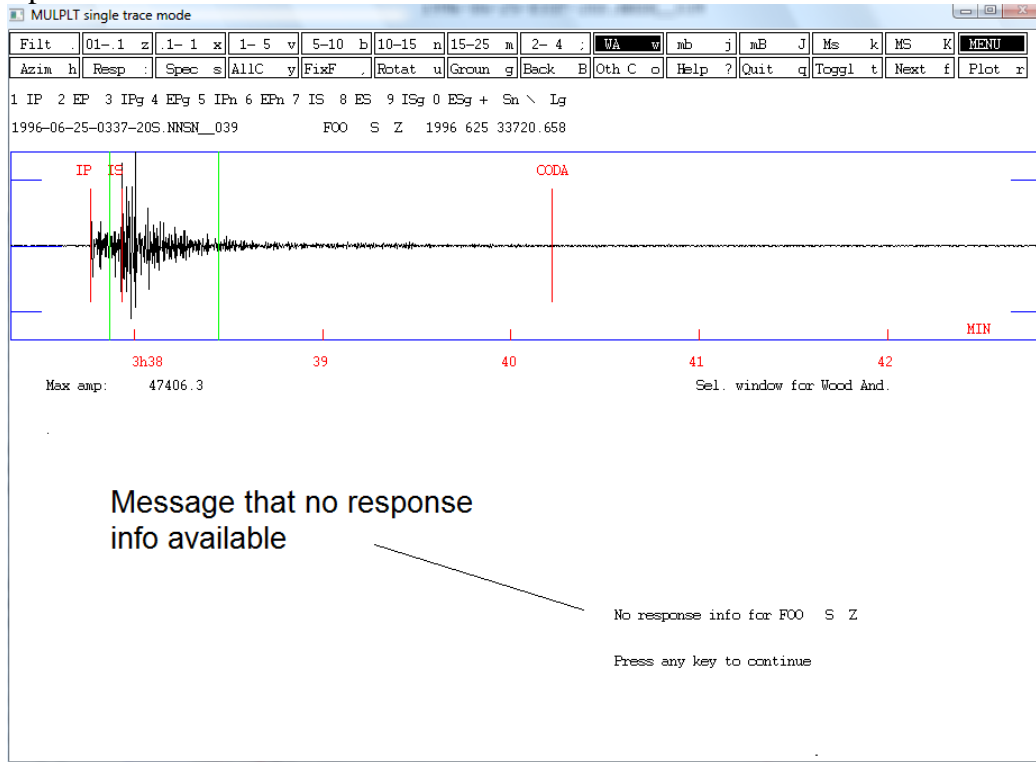 MULPLT single trace mode
Filt . 01-.1 z .1- 1 x 1- 5 v 5-10 b 10-15 n 15-25 m 2- 4 ; WA w mb j mB J Ms k MS K MENU
Azim h Resp : Spec s AllC y FixF , Rotat u Groun g Back B Oth C o Help ? Quit q Toggl t Next f Plot r
1 IP 2 EP 3 IPg 4 EPg 5 IPn 6 EPn 7 IS 8 ES 9 ISg 0 ESg + Sn \ Lg
1996-06-25-0337-20S.NNSN__039 FOO S Z 1996 625 33720.658
IP IS CODA
MIN
3h38 39 40 41 42
Max amp: 47406.3 Sel. window for Wood And.
Message that no response
info available
No response info for FOO S Z
Press any key to continue